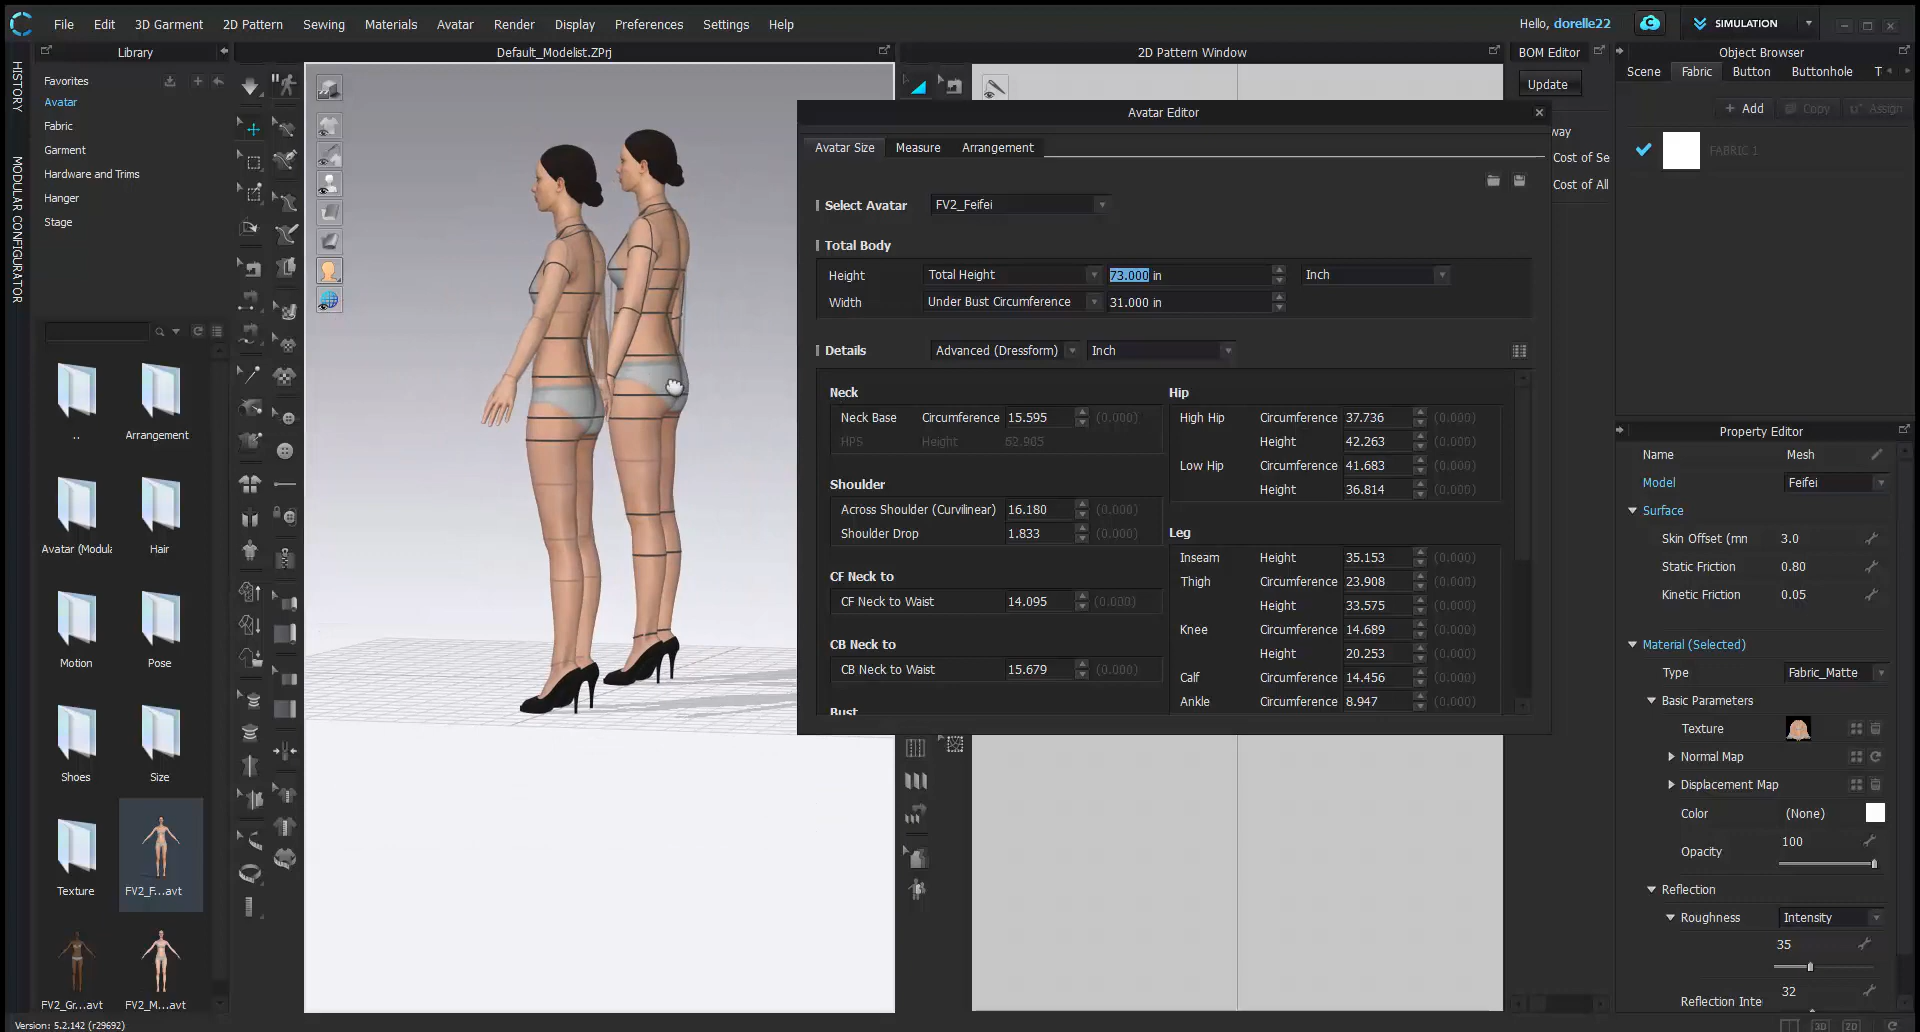 File Edit 3D Garment 2D Pattern Sewing Materials Avatar Render Display Preferences Settings Help
Hello, dorelle22
SIMULATION
Library
Default_Modelist.ZPrj
2D Pattern Window
BOM Editor
Object Browser
HISTORY
MODULAR CONFIGURATOR
Favorites
Avatar
Fabric
Garment
Hardware and Trims
Hanger
Stage
..
Arrangement
Avatar (Modula
Hair
Motion
Pose
Shoes
Size
Texture
FV2_F...avt
FV2_Gr...avt
FV2_M...avt
Version: 5.2.142 (r29692)
Avatar Editor
Avatar Size Measure Arrangement
Select Avatar FV2_Feifei
Total Body
Height Total Height 73.000 in Inch
Width Under Bust Circumference 31.000 in
Details Advanced (Dressform) Inch
Neck
Neck Base Circumference 15.595 (0.000)
HPS Height 62.905
Shoulder
Across Shoulder (Curvilinear) 16.180 (0.000)
Shoulder Drop 1.833 (0.000)
CF Neck to
CF Neck to Waist 14.095 (0.000)
CB Neck to
CB Neck to Waist 15.679 (0.000)
Bust
Hip
High Hip Circumference 37.736 (0.000)
Height 42.263 (0.000)
Low Hip Circumference 41.683 (0.000)
Height 36.814 (0.000)
Leg
Inseam Height 35.153 (0.000)
Thigh Circumference 23.908 (0.000)
Height 33.575 (0.000)
Knee Circumference 14.689 (0.000)
Height 20.253 (0.000)
Calf Circumference 14.456 (0.000)
Ankle Circumference 8.947 (0.000)
Update
way
Cost of Se
Cost of All
Scene Fabric Button Buttonhole T
+ Add Copy Assign
FABRIC 1
Property Editor
Name Mesh
Model Feifei
Surface
Skin Offset (mn 3.0
Static Friction 0.80
Kinetic Friction 0.05
Material (Selected)
Type Fabric_Matte
Basic Parameters
Texture
Normal Map
Displacement Map
Color (None)
Opacity 100
Reflection
Roughness Intensity
35
Reflection Inte 32
3D 2D